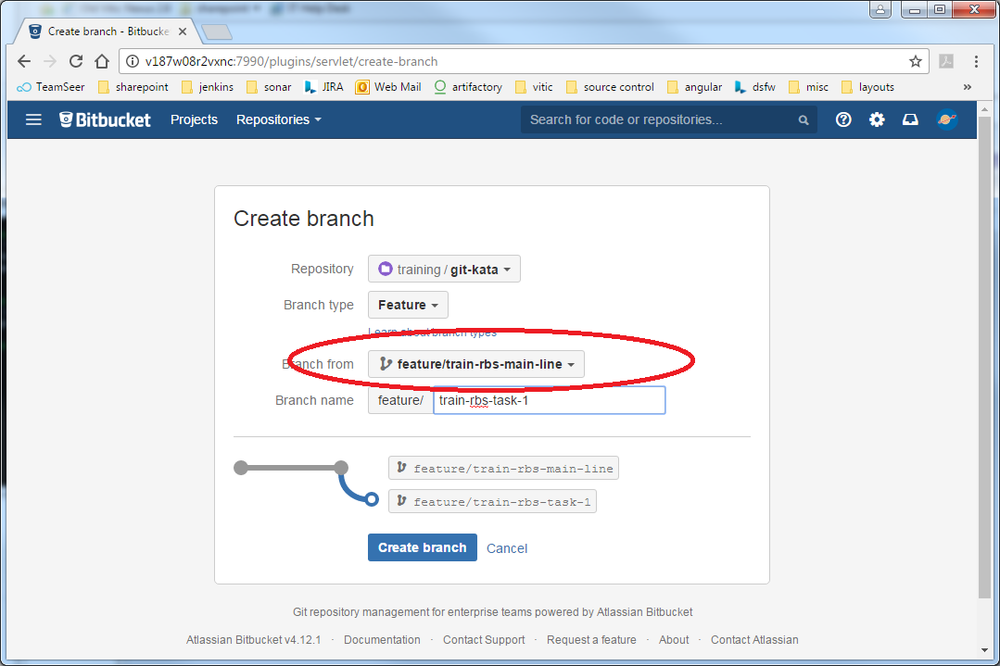 Create branch - Bitbucke
v187w08r2vxnc:7990/plugins/servlet/create-branch
TeamSeer sharepoint jenkins sonar JIRA Web Mail artifactory vitic source control angular dsfw misc layouts »
Bitbucket Projects Repositories Search for code or repositories...
Create branch
Repository training / git-kata
Branch type Feature
Learn about branch types
Branch from feature/train-rbs-main-line
Branch name feature/ train-rbs-task-1
feature/train-rbs-main-line
feature/train-rbs-task-1
Create branch Cancel
Git repository management for enterprise teams powered by Atlassian Bitbucket
Atlassian Bitbucket v4.12.1 · Documentation · Contact Support · Request a feature · About · Contact Atlassian